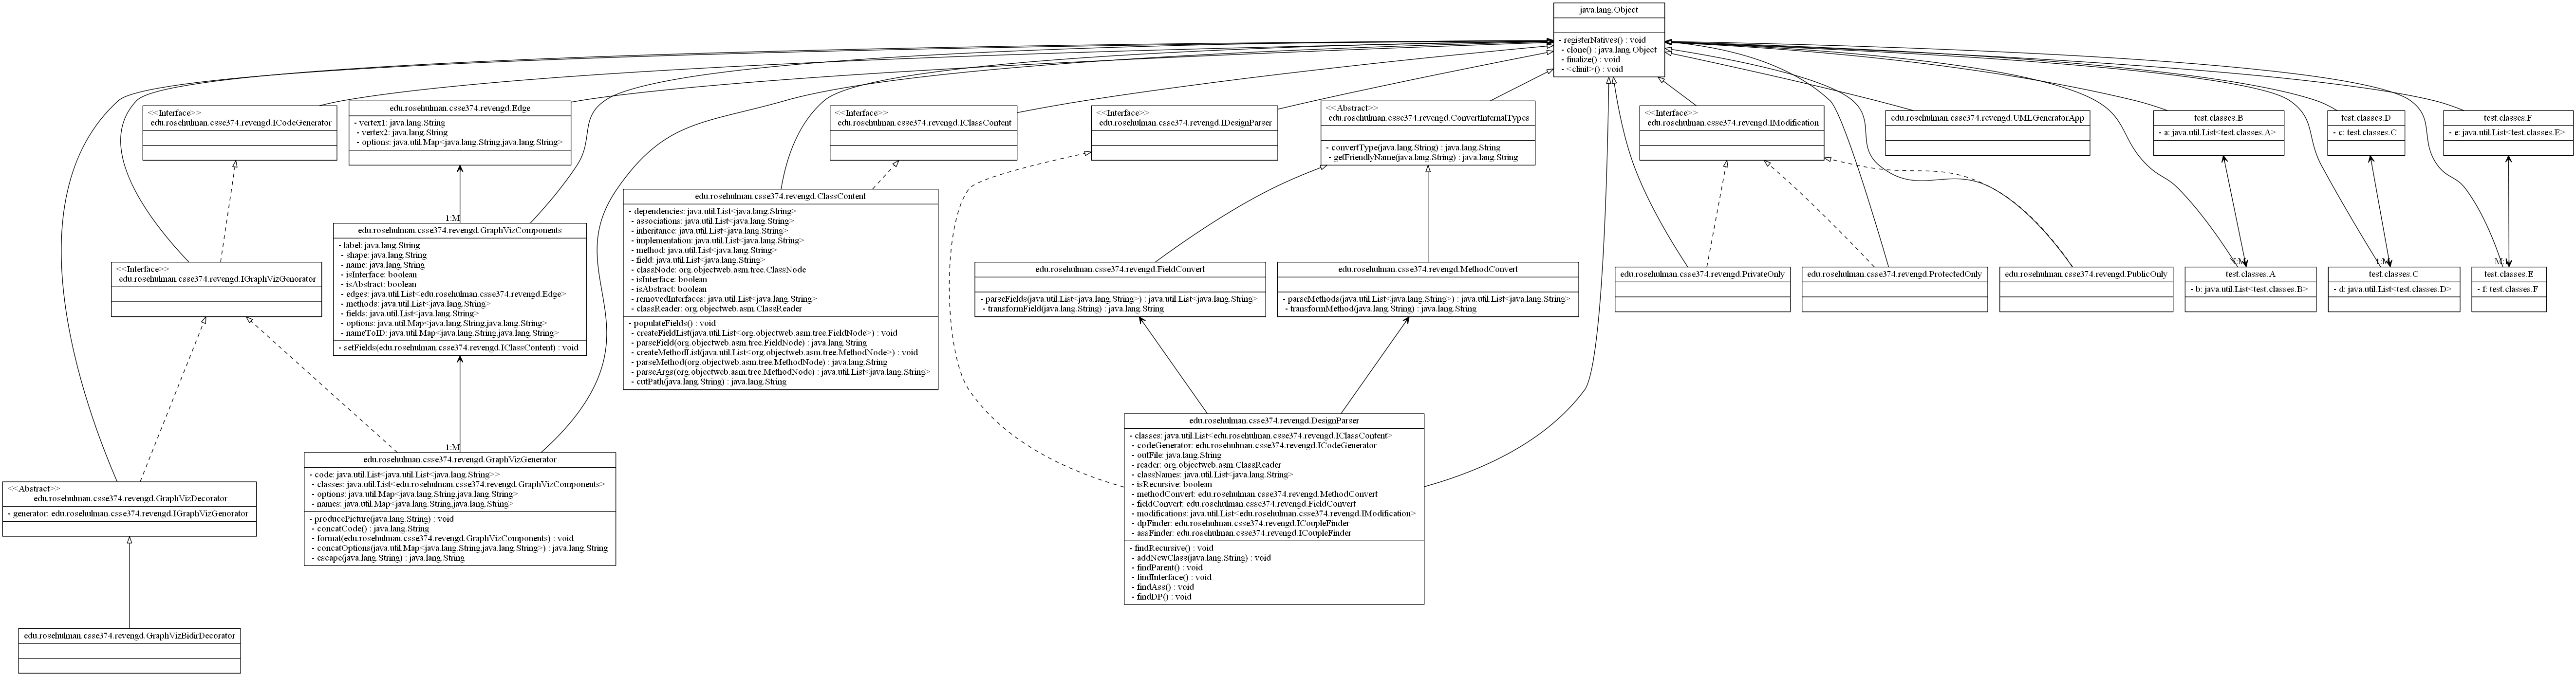 java.lang.Object
- registerNatives() : void
- clone() : java.lang.Object
- finalize() : void
- <clinit>() : void
<<Interface>>
edu.rosehulman.csse374.revengd.ICodeGenerator
edu.rosehulman.csse374.revengd.Edge
- vertex1: java.lang.String
- vertex2: java.lang.String
- options: java.util.Map<java.lang.String,java.lang.String>
<<Interface>>
edu.rosehulman.csse374.revengd.IClassContent
<<Interface>>
edu.rosehulman.csse374.revengd.IDesignParser
<<Abstract>>
edu.rosehulman.csse374.revengd.ConvertInternalTypes
- convertType(java.lang.String) : java.lang.String
- getFriendlyName(java.lang.String) : java.lang.String
<<Interface>>
edu.rosehulman.csse374.revengd.IModification
edu.rosehulman.csse374.revengd.UMLGeneratorApp
test.classes.B
- a: java.util.List<test.classes.A>
test.classes.D
- c: test.classes.C
test.classes.F
- e: java.util.List<test.classes.E>
edu.rosehulman.csse374.revengd.ClassContent
- dependencies: java.util.List<java.lang.String>
- associations: java.util.List<java.lang.String>
- inheritance: java.util.List<java.lang.String>
- implementation: java.util.List<java.lang.String>
- method: java.util.List<java.lang.String>
- field: java.util.List<java.lang.String>
- classNode: org.objectweb.asm.tree.ClassNode
- isInterface: boolean
- isAbstract: boolean
- removedInterfaces: java.util.List<java.lang.String>
- classReader: org.objectweb.asm.ClassReader
- populateFields() : void
- createFieldList(java.util.List<org.objectweb.asm.tree.FieldNode>) : void
- parseField(org.objectweb.asm.tree.FieldNode) : java.lang.String
- createMethodList(java.util.List<org.objectweb.asm.tree.MethodNode>) : void
- parseMethod(org.objectweb.asm.tree.MethodNode) : java.lang.String
- parseArgs(org.objectweb.asm.tree.MethodNode) : java.util.List<java.lang.String>
- cutPath(java.lang.String) : java.lang.String
1:M
edu.rosehulman.csse374.revengd.GraphVizComponents
- label: java.lang.String
- shape: java.lang.String
- name: java.lang.String
- isInterface: boolean
- isAbstract: boolean
- edges: java.util.List<edu.rosehulman.csse374.revengd.Edge>
- methods: java.util.List<java.lang.String>
- fields: java.util.List<java.lang.String>
- options: java.util.Map<java.lang.String,java.lang.String>
- nameToID: java.util.Map<java.lang.String,java.lang.String>
- setFields(edu.rosehulman.csse374.revengd.IClassContent) : void
<<Interface>>
edu.rosehulman.csse374.revengd.IGraphVizGenorator
edu.rosehulman.csse374.revengd.FieldConvert
- parseFields(java.util.List<java.lang.String>) : java.util.List<java.lang.String>
- transformField(java.lang.String) : java.lang.String
edu.rosehulman.csse374.revengd.MethodConvert
- parseMethods(java.util.List<java.lang.String>) : java.util.List<java.lang.String>
- transformMethod(java.lang.String) : java.lang.String
edu.rosehulman.csse374.revengd.PrivateOnly
edu.rosehulman.csse374.revengd.ProtectedOnly
edu.rosehulman.csse374.revengd.PublicOnly
test.classes.A
- b: java.util.List<test.classes.B>
test.classes.C
- d: java.util.List<test.classes.D>
test.classes.E
- f: test.classes.F
1:M
edu.rosehulman.csse374.revengd.GraphVizGenerator
- code: java.util.List<java.util.List<java.lang.String>>
- classes: java.util.List<edu.rosehulman.csse374.revengd.GraphVizComponents>
- options: java.util.Map<java.lang.String,java.lang.String>
- names: java.util.Map<java.lang.String,java.lang.String>
- producePicture(java.lang.String) : void
- concatCode() : java.lang.String
- format(edu.rosehulman.csse374.revengd.GraphVizComponents) : void
- concatOptions(java.util.Map<java.lang.String,java.lang.String>) : java.lang.String
- escape(java.lang.String) : java.lang.String
edu.rosehulman.csse374.revengd.DesignParser
- classes: java.util.List<edu.rosehulman.csse374.revengd.IClassContent>
- codeGenerator: edu.rosehulman.csse374.revengd.ICodeGenerator
- outFile: java.lang.String
- reader: org.objectweb.asm.ClassReader
- classNames: java.util.List<java.lang.String>
- isRecursive: boolean
- methodConvert: edu.rosehulman.csse374.revengd.MethodConvert
- fieldConvert: edu.rosehulman.csse374.revengd.FieldConvert
- modifications: java.util.List<edu.rosehulman.csse374.revengd.IModification>
- dpFinder: edu.rosehulman.csse374.revengd.ICoupleFinder
- assFinder: edu.rosehulman.csse374.revengd.ICoupleFinder
- findRecursive() : void
- addNewClass(java.lang.String) : void
- findParent() : void
- findInterface() : void
- findAss() : void
- findDP() : void
<<Abstract>>
edu.rosehulman.csse374.revengd.GraphVizDecorator
- generator: edu.rosehulman.csse374.revengd.IGraphVizGenorator
edu.rosehulman.csse374.revengd.GraphVizBidirDecorator